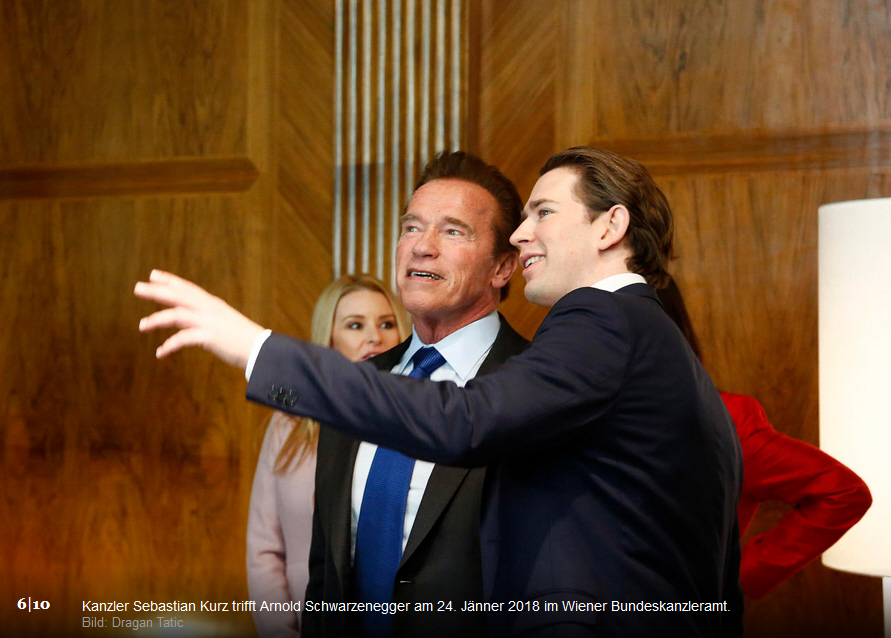 6|10
Kanzler Sebastian Kurz trifft Arnold Schwarzenegger am 24. Jänner 2018 im Wiener Bundeskanzleramt.
Bild: Dragan Tatic